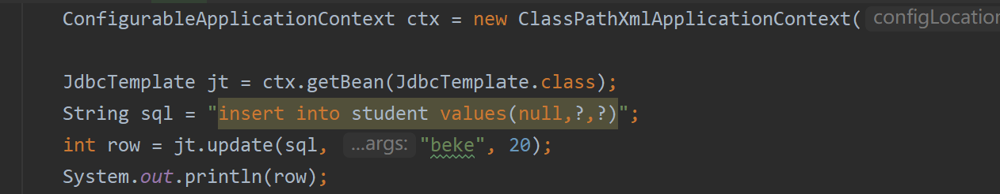 ConfigurableApplicationContext ctx = new ClassPathXmlApplicationContext( configLocation
JdbcTemplate jt = ctx.getBean(JdbcTemplate.class);
String sql = "insert into student values(null,?,?)";
int row = jt.update(sql, ...args: "beke", 20);
System.out.println(row);